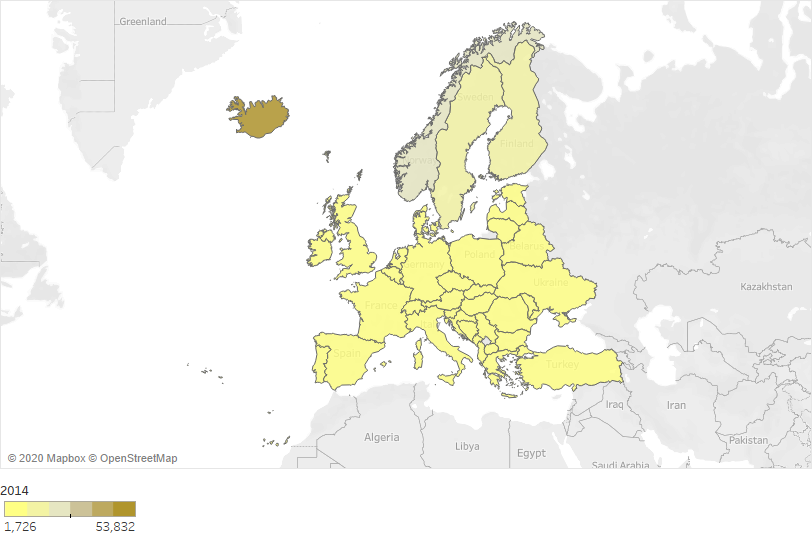 Greenland
Sweden
Finland
Norway
Belarus
Poland
Germany
Ukraine
Kazakhstan
France
Italy
Spain
Turkey
Iraq
Iran
Algeria
Libya
Egypt
Pakistan
Saudi Arabia
© 2020 Mapbox © OpenStreetMap
2014
1,726 53,832